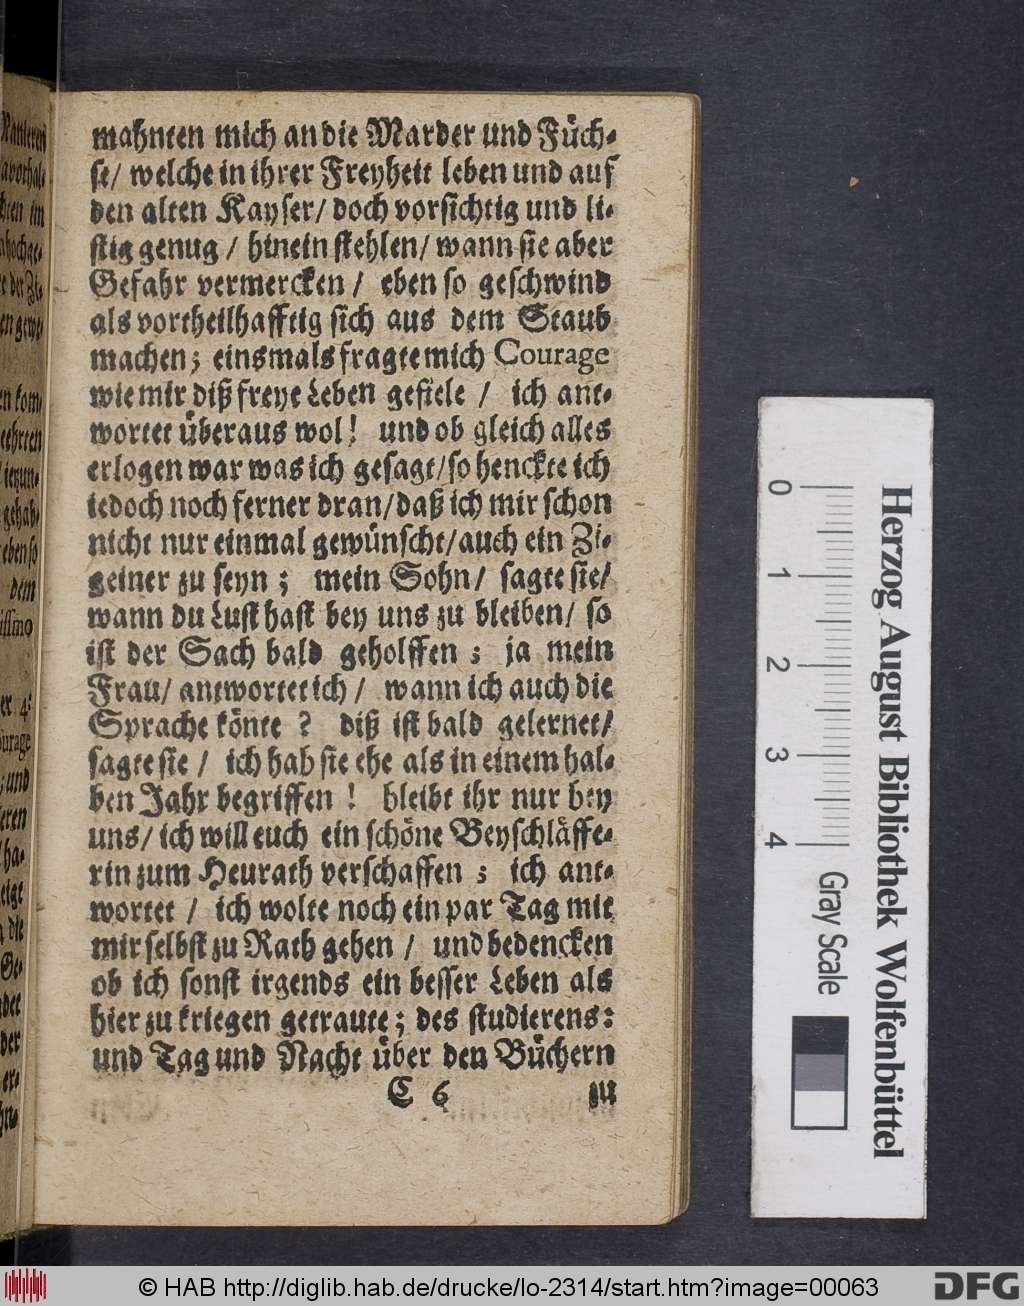 mahnten mich an die Marder und Füch-
se/ welche in ihrer Freyheit leben und auf
den alten Kayser/ doch vorsichtig und li-
stig genug / hinein stehlen/ wann sie aber
Gefahr vermercken / eben so geschwind
als vortheilhafftig sich aus dem Staub
machen; einsmals fragte mich Courage
wie mir diß freye Leben gefiele / ich ant-
wortet überaus wol! und ob gleich alles
erlogen war was ich gesagt/ so henckte ich
iedoch noch ferner dran/ daß ich mir schon
nicht nur einmal gewünscht/ auch ein Zi-
geiner zu seyn ; mein Sohn/ sagte sie/
wann du Lust hast bey uns zu bleiben/ so
ist der Sach bald geholffen ; ja mein
Frau/ antwortet ich / wann ich auch die
Sprache könte ? diß ist bald gelernet/
sagte sie / ich hab sie ehe als in einem hal-
ben Jahr begriffen ! bleibt ihr nur bey
uns/ ich will euch ein schöne Beyschläffe-
rin zum Heurath verschaffen ; ich ant-
wortet / ich wolte noch ein par Tag mit
mir selbst zu Rath gehen / und bedencken
ob ich sonst irgends ein besser Leben als
hier zu kriegen getraute; des studierens:
und Tag und Nacht über den Büchern
C 6 zu
0 1 2 3 4
Gray Scale
Herzog August Bibliothek Wolfenbüttel
© HAB http://diglib.hab.de/drucke/lo-2314/start.htm?image=00063
DFG